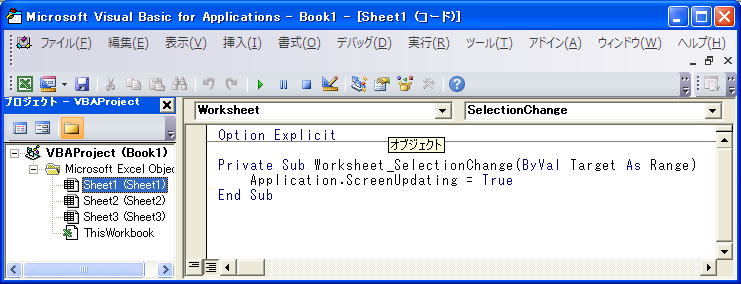 Microsoft Visual Basic for Applications - Book1 - [Sheet1 (コード)]
ファイル(F) 編集(E) 表示(V) 挿入(I) 書式(O) デバッグ(D) 実行(R) ツール(T) アドイン(A) ウィンドウ(W) ヘルプ(H)
プロジェクト - VBAProject
Worksheet SelectionChange
Option Explicit
オブジェクト
VBAProject (Book1)
Microsoft Excel Objec
Sheet1 (Sheet1)
Sheet2 (Sheet2)
Sheet3 (Sheet3)
ThisWorkbook
Private Sub Worksheet_SelectionChange(ByVal Target As Range)
Application.ScreenUpdating = True
End Sub